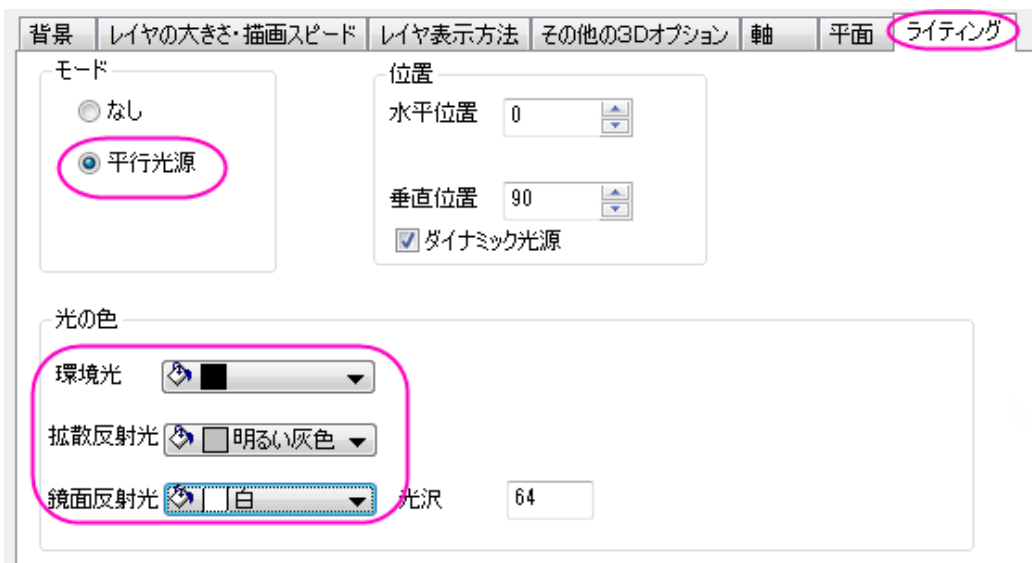 背景 レイヤの大きさ・描画スピード レイヤ表示方法 その他の3Dオプション 軸 平面 ライティング
モード
なし
平行光源
位置
水平位置 0
垂直位置 90
ダイナミック光源
光の色
環境光
拡散反射光 明るい灰色
鏡面反射光 白 光沢 64